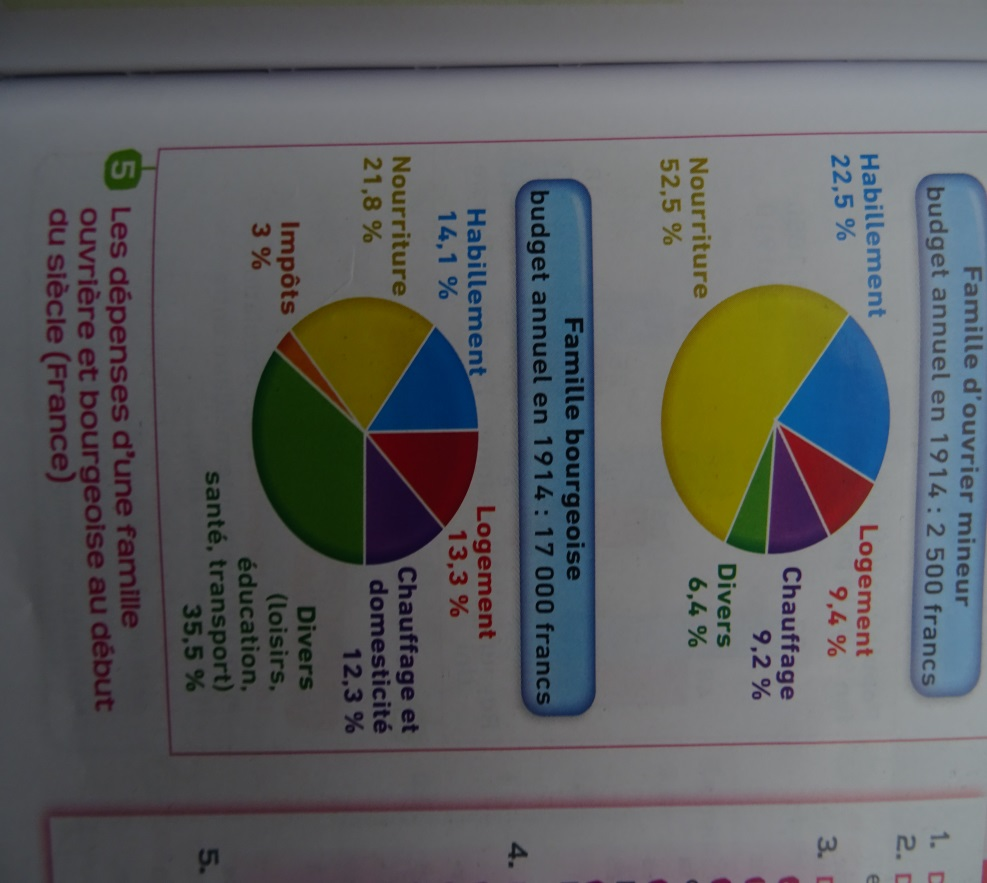 Famille d'ouvrier mineur
budget annuel en 1914 : 2 500 francs
Habillement
22,5 %
Logement
9,4 %
Chauffage
9,2 %
Divers
6,4 %
Nourriture
52,5 %
Famille bourgeoise
budget annuel en 1914 : 17 000 francs
Habillement
14,1 %
Logement
13,3 %
Chauffage et
domesticité
12,3 %
Nourriture
21,8 %
Impôts
3 %
Divers
(loisirs,
éducation,
santé, transport)
35,5 %
5 Les dépenses d'une famille
ouvrière et bourgeoise au début
du siècle (France)
1.
2.
3.
4.
5.